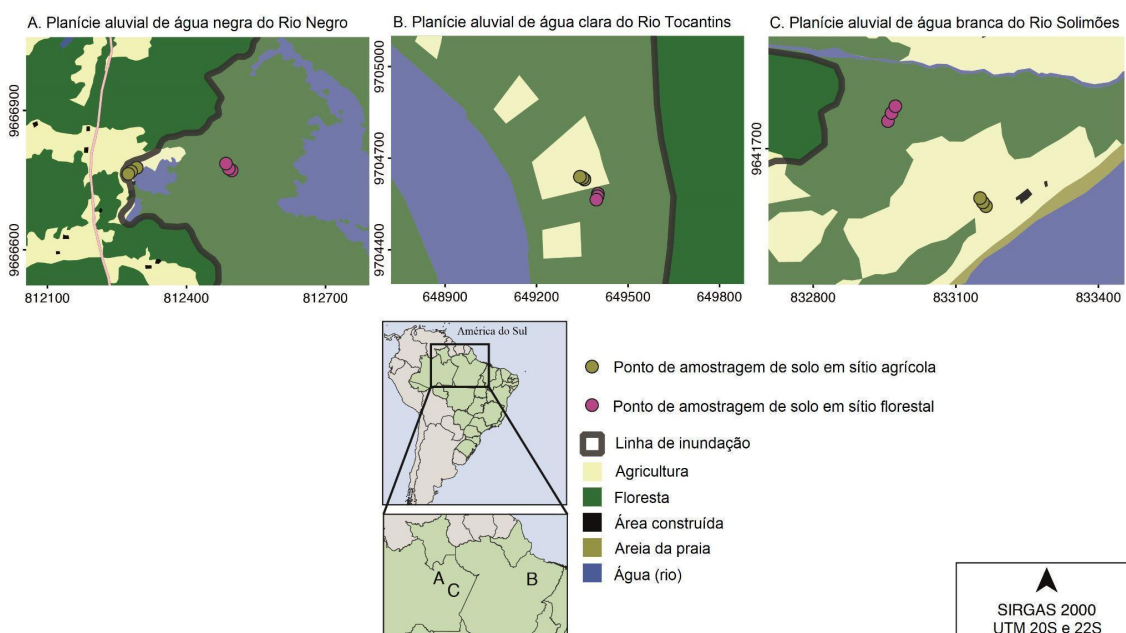 A. Planície aluvial de água negra do Rio Negro
B. Planície aluvial de água clara do Rio Tocantins
C. Planície aluvial de água branca do Rio Solimões
9666900
9666600
812100
812400
812700
9705000
9704700
9704400
648900
649200
649500
649800
9641700
832800
833100
833400
América do Sul
A
C
B
Ponto de amostragem de solo em sítio agrícola
Ponto de amostragem de solo em sítio florestal
Linha de inundação
Agricultura
Floresta
Área construída
Areia da praia
Água (rio)
SIRGAS 2000
UTM 20S e 22S